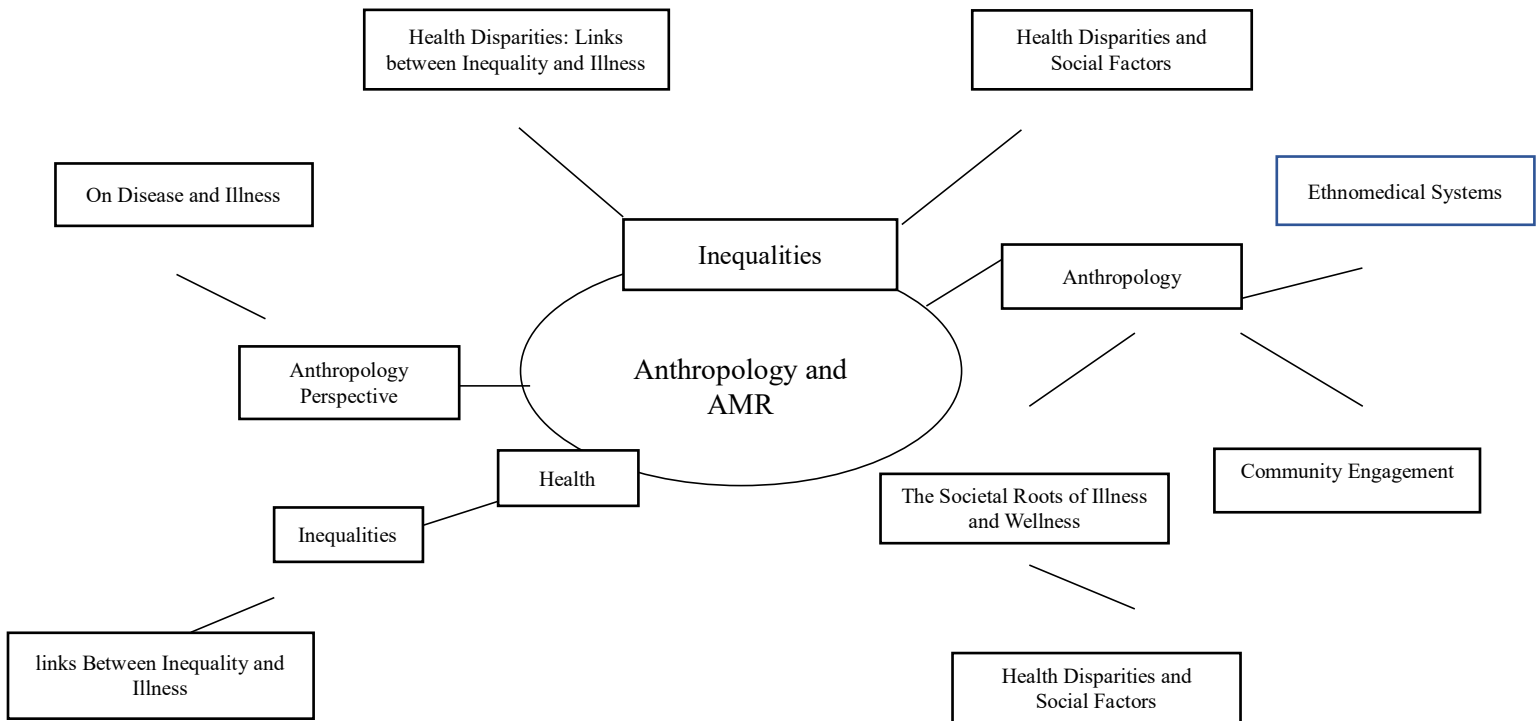 Health Disparities: Links
between Inequality and Illness
Health Disparities and
Social Factors
On Disease and Illness
Ethnomedical Systems
Inequalities
Anthropology
Anthropology and
AMR
Anthropology
Perspective
Health
Inequalities
The Societal Roots of Illness
and Wellness
Community Engagement
links Between Inequality and
Illness
Health Disparities and
Social Factors